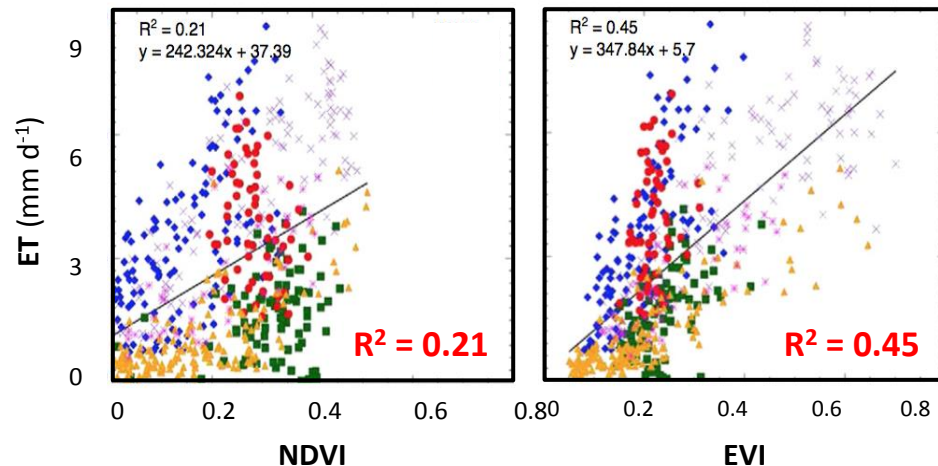 R² = 0.21
y = 242.324x + 37.39
R² = 0.45
y = 347.84x + 5.7
9
6
3
0
ET (mm d⁻¹)
R² = 0.21
R² = 0.45
0 0.2 0.4 0.6 0.8
0 0.2 0.4 0.6 0.8
NDVI
EVI